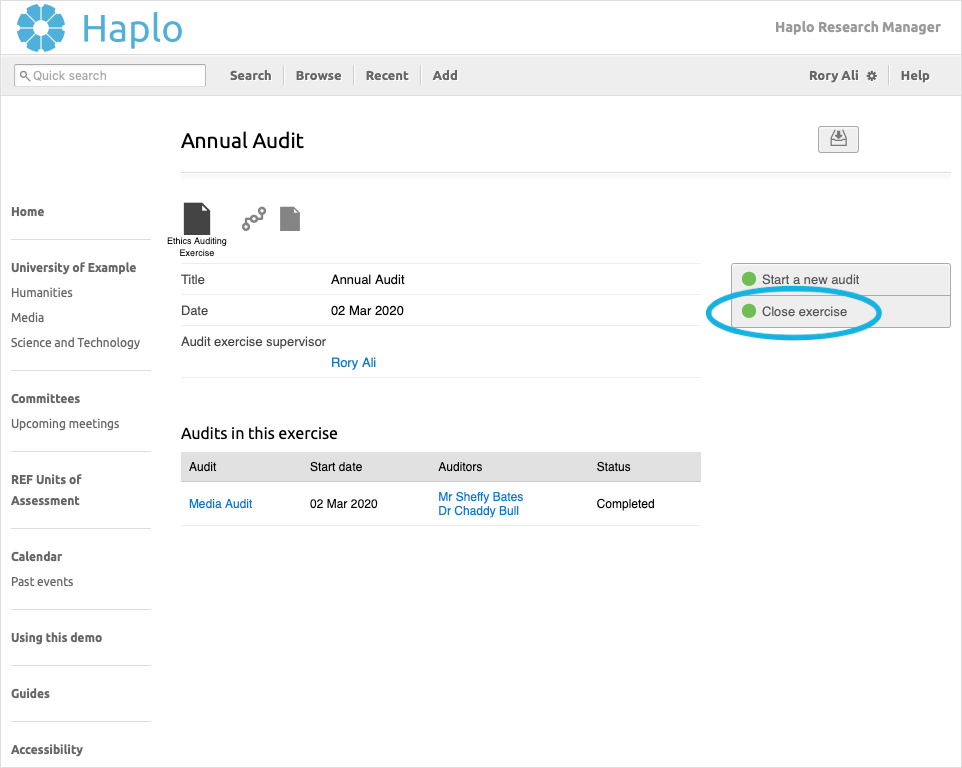 Haplo
Haplo Research Manager
Quick search
Search
Browse
Recent
Add
Rory Ali
Help
Annual Audit
Home
University of Example
Humanities
Media
Science and Technology
Committees
Upcoming meetings
REF Units of
Assessment
Calendar
Past events
Using this demo
Guides
Accessibility
Ethics Auditing
Exercise
Title Annual Audit
Date 02 Mar 2020
Audit exercise supervisor
Rory Ali
Start a new audit
Close exercise
Audits in this exercise
Audit Start date Auditors Status
Media Audit 02 Mar 2020 Mr Sheffy Bates Completed
Dr Chaddy Bull